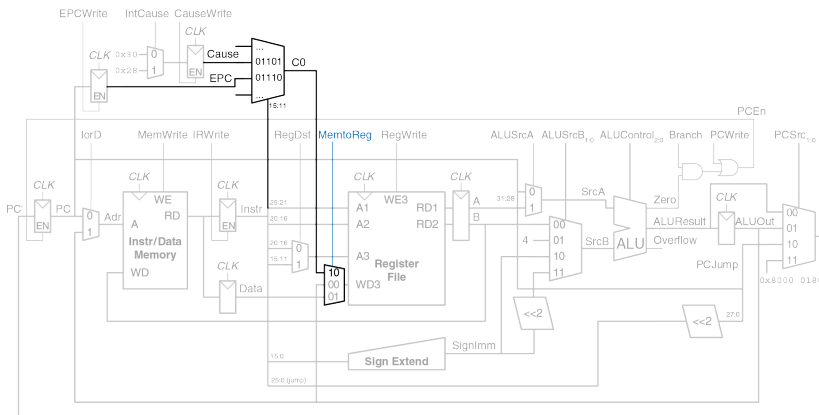 EPCWrite IntCause CauseWrite
CLK
CLK
0x30 0
0x28 1
EN
EN
...
Cause 01101
EPC 01110
...
C0
15:11
PCEn
IorD MemWrite IRWrite RegDst MemtoReg RegWrite ALUSrcA ALUSrcB1:0 ALUControl2:0 Branch PCWrite PCSrc1:0
CLK CLK CLK CLK CLK CLK
PC PC
EN
0
1
Adr
WE
A RD
Instr/Data
Memory
WD
EN
Instr
25:21
20:16
20:16
15:11
0
1
A1 WE3 RD1
A2 RD2
A3
Register
File
WD3
10
00
01
CLK
Data
A
B
31:28
0
1
SrcA
4
00
01
10
11
SrcB
ALU
Zero
ALUResult
Overflow
ALUOut
PCJump
00
01
10
11
0x8000 018
<<2
<<2
27:0
SignImm
15:0
Sign Extend
25:0 (jump)